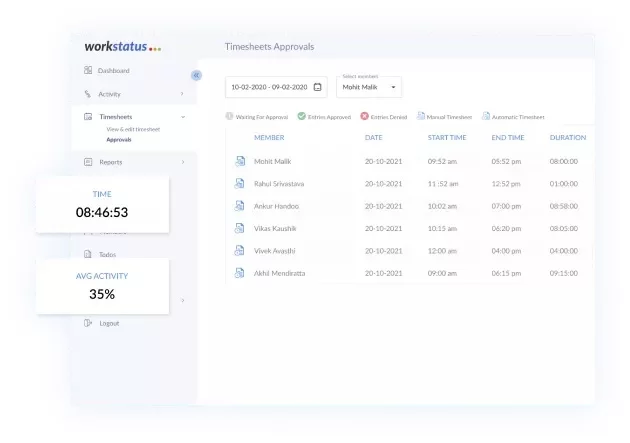 workstatus
Timesheets Approvals
Dashboard
Activity
Timesheets
View & edit timesheet
Approvals
Reports
TIME
08:46:53
Todos
AVG ACTIVITY
35%
Logout
10-02-2020 - 09-02-2020
Select member
Mohit Malik
Waiting For Approval Entries Approved Entries Denied Manual Timesheet Automatic Timesheet
MEMBER DATE START TIME END TIME DURATION
Mohit Malik 20-10-2021 09:52 am 05:52 pm 08:00:00
Rahul Srivastava 20-10-2021 11:52 am 12:52 pm 01:00:00
Ankur Handoo 20-10-2021 10:02 am 07:00 pm 08:58:00
Vikas Kaushik 20-10-2021 10:15 am 06:20 pm 08:05:00
Vivek Avasthi 20-10-2021 12:00 am 04:00 pm 04:00:00
Akhil Mendiratta 20-10-2021 09:00 am 06:15 pm 09:15:00